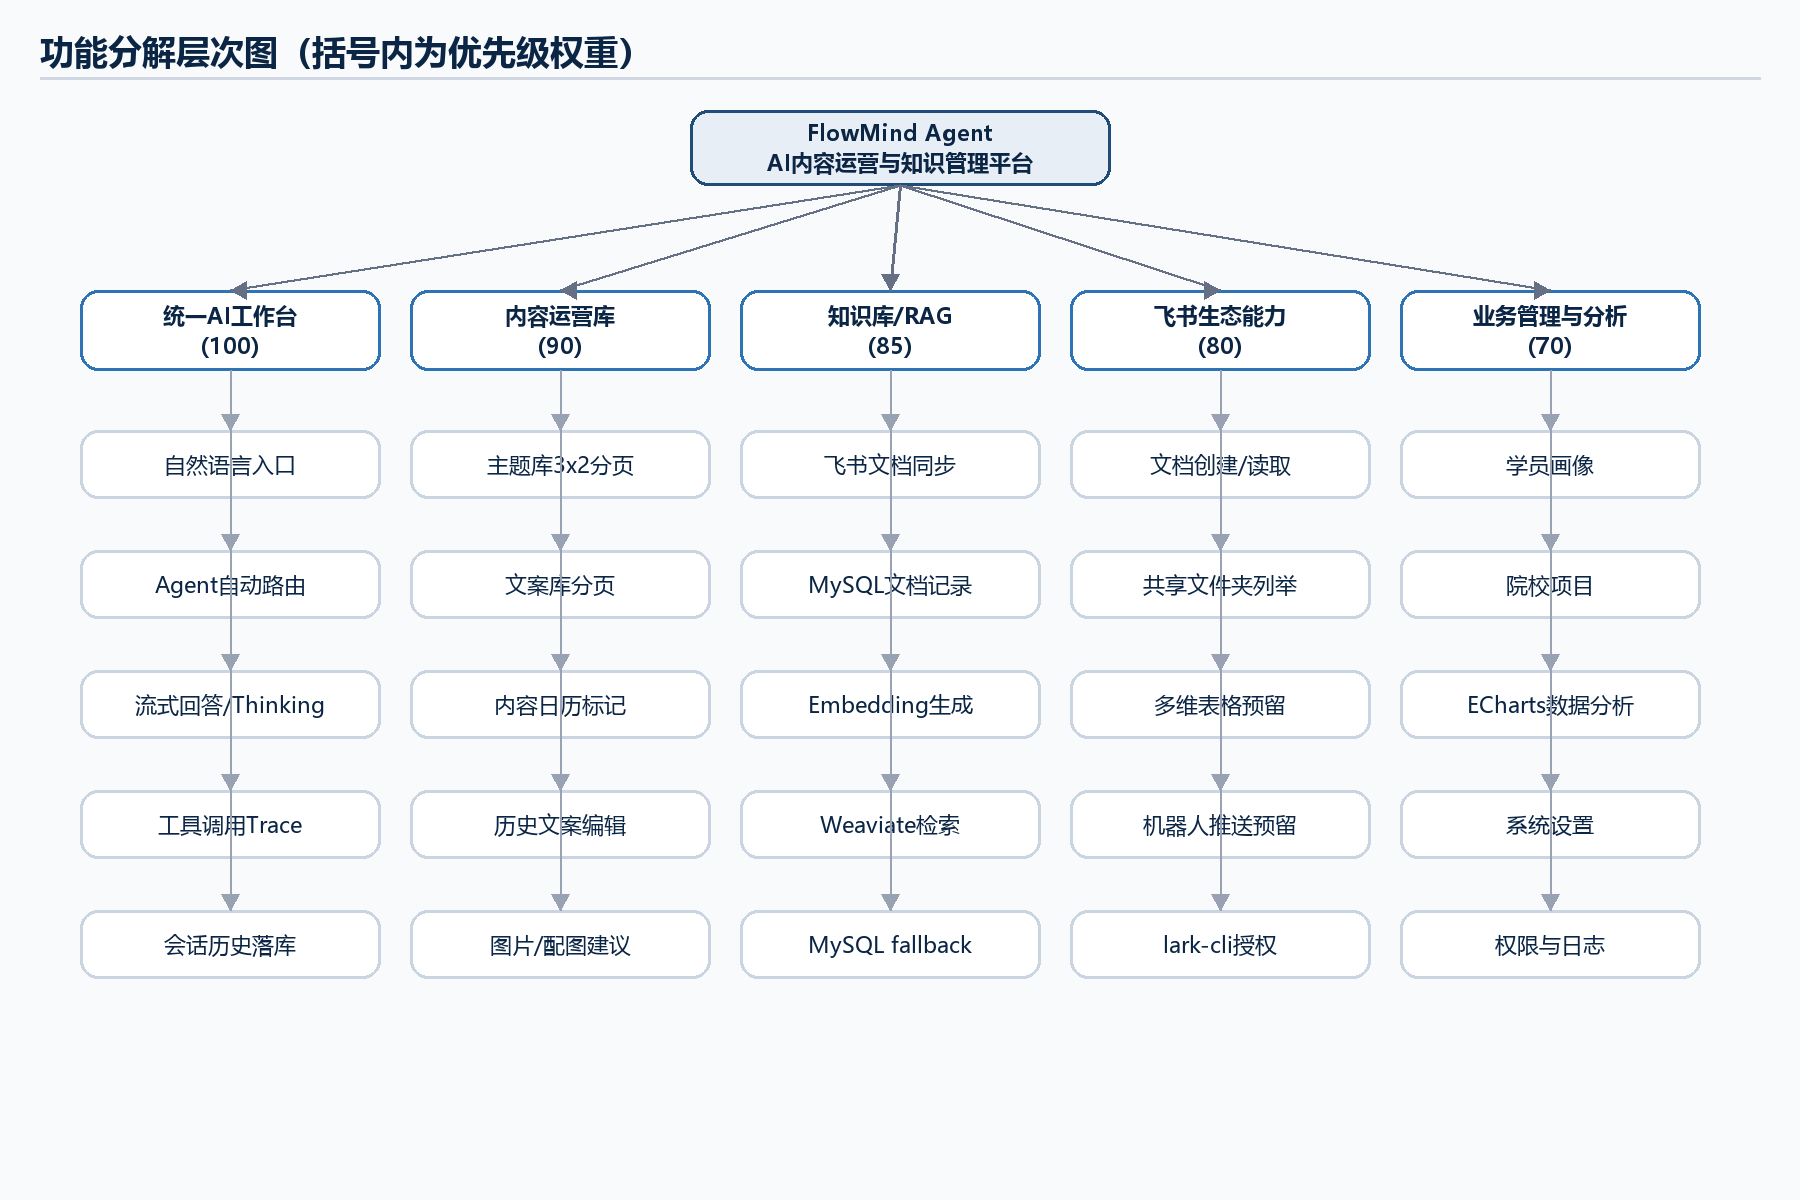 功能分解层次图（括号内为优先级权重）
FlowMind Agent
AI内容运营与知识管理平台
统一AI工作台
(100)
内容运营库
(90)
知识库/RAG
(85)
飞书生态能力
(80)
业务管理与分析
(70)
自然语言入口
主题库3x2分页
飞书文档同步
文档创建/读取
学员画像
Agent自动路由
文案库分页
MySQL文档记录
共享文件夹列举
院校项目
流式回答/Thinking
内容日历标记
Embedding生成
多维表格预留
ECharts数据分析
工具调用Trace
历史文案编辑
Weaviate检索
机器人推送预留
系统设置
会话历史落库
图片/配图建议
MySQL fallback
lark-cli授权
权限与日志